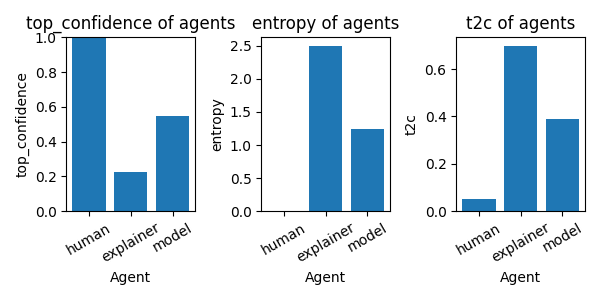 top_confidence of agents
entropy of agents
t2c of agents
top_confidence
1.0
0.8
0.6
0.4
0.2
0.0
human
explainer
model
Agent
entropy
2.5
2.0
1.5
1.0
0.5
0.0
human
explainer
model
Agent
t2c
0.6
0.4
0.2
0.0
human
explainer
model
Agent